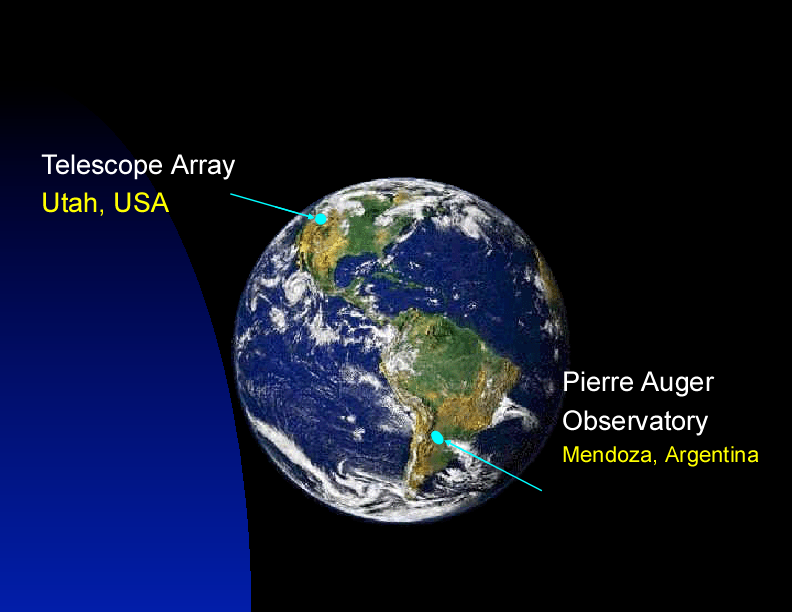 Telescope Array
Utah, USA
Pierre Auger
Observatory
Mendoza, Argentina